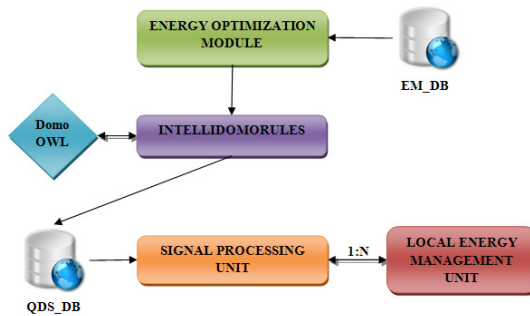 ENERGY OPTIMIZATION
MODULE
EM_DB
Domo
OWL
INTELLIDOMORULES
QDS_DB
SIGNAL PROCESSING
UNIT
1:N
LOCAL ENERGY
MANAGEMENT
UNIT